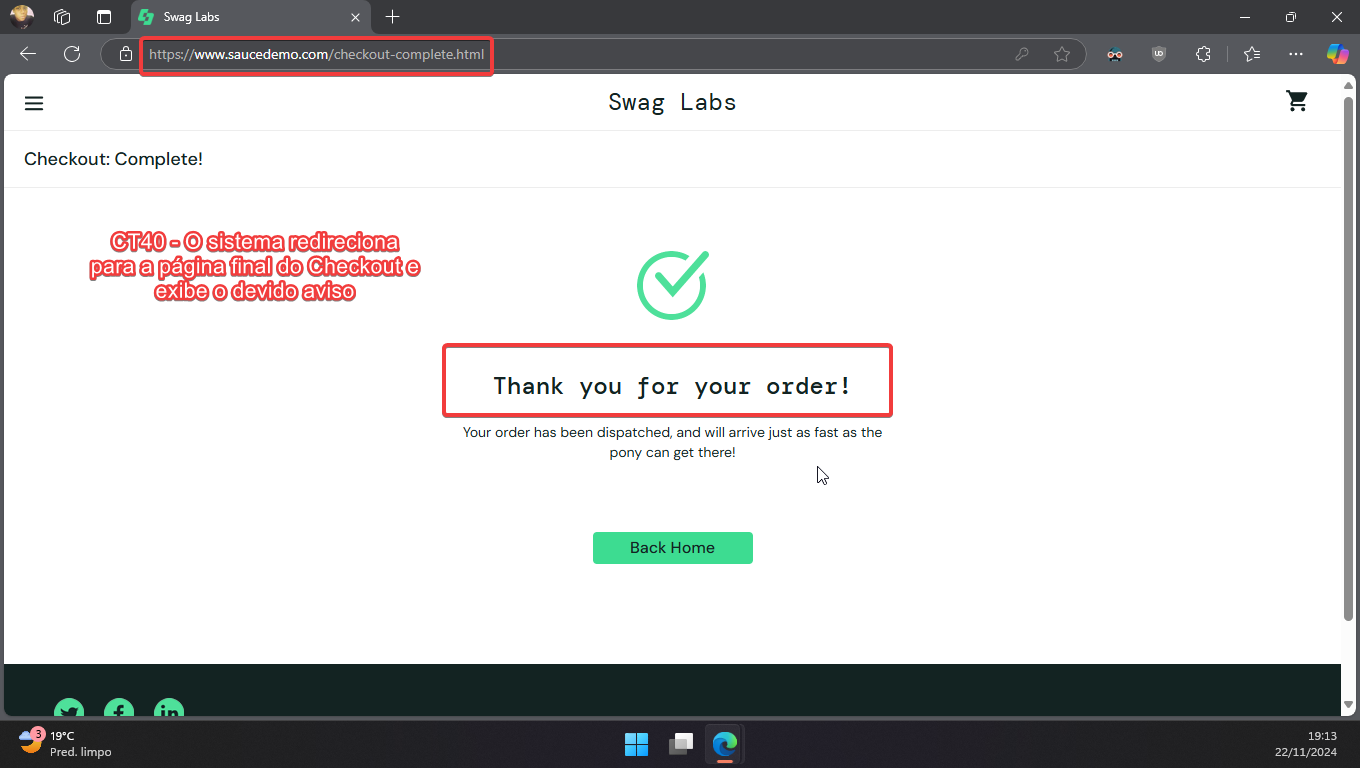 Swag Labs
https://www.saucedemo.com/checkout-complete.html
UD
Swag Labs
Checkout: Complete!
CT40 - O sistema redireciona
para a página final do Checkout e
exibe o devido aviso
Thank you for your order!
Your order has been dispatched, and will arrive just as fast as the
pony can get there!
Back Home
3
19°C
Pred. limpo
19:13
22/11/2024